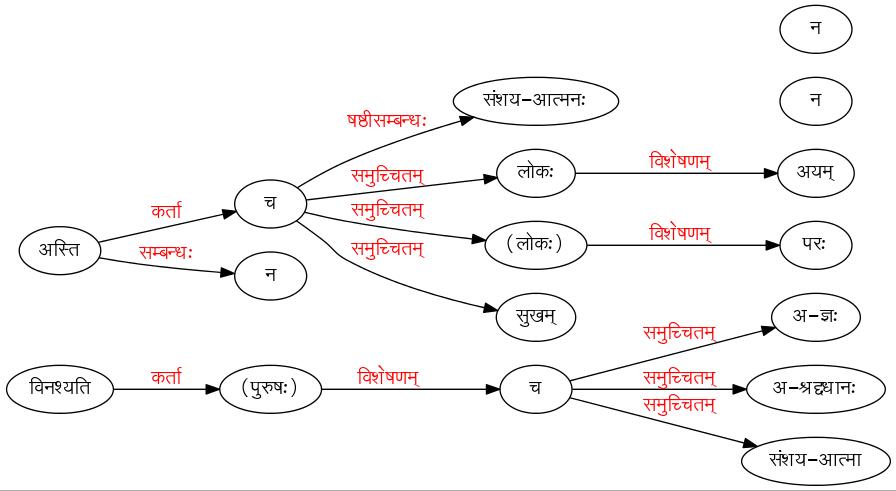 न
संशय-आत्मनः
न
षष्ठीसम्बन्धः
समुच्चितम्
लोकः
विशेषणम्
अयम्
कर्ता
च
समुच्चितम्
अस्ति
सम्बन्धः
न
समुच्चितम्
(लोकः)
विशेषणम्
परः
सुखम्
समुच्चितम्
अ-ज्ञः
विनश्यति
कर्ता
(पुरुषः)
विशेषणम्
च
समुच्चितम्
अ-श्रद्दधानः
समुच्चितम्
संशय-आत्मा